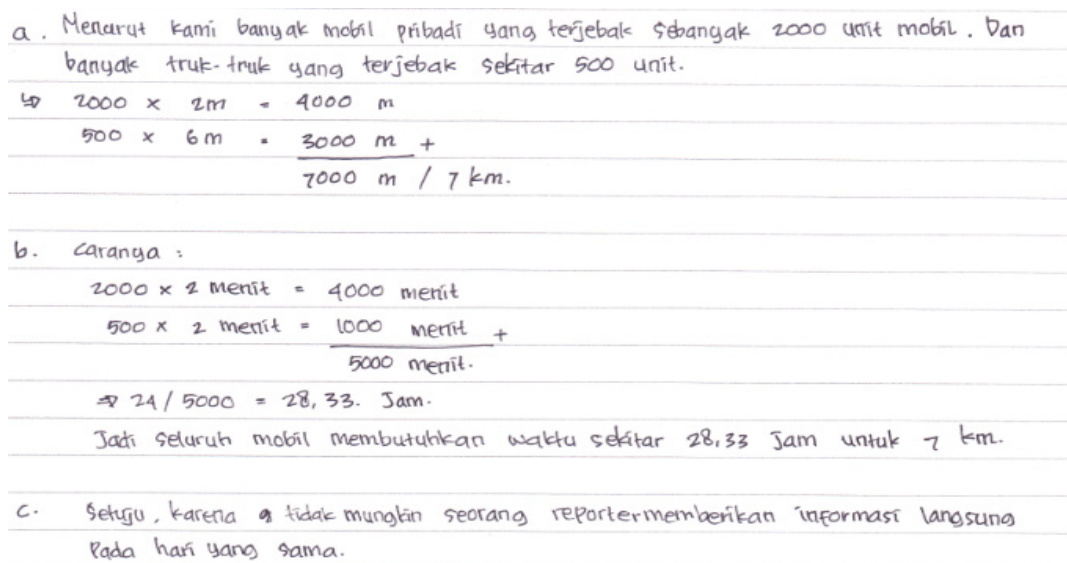 a. Menarut kami banyak mobil pribadi yang terjebak sebanyak 2000 unit mobil. Dan
banyak truk-truk yang terjebak sekitar 500 unit.
↳ 2000 x 2m = 4000 m
500 x 6 m = 3000 m +
7000 m / 7 km.
b. Caranya :
2000 x 2 menit = 4000 menit
500 x 2 menit = 1000 menit +
5000 menit.
⇒ 24 / 5000 = 28,33. Jam.
Jadi seluruh mobil membutuhkan waktu sekitar 28,33 Jam untuk 7 km.
c. Setuju, karena tidak mungkin seorang reportermemberikan informasi langsung
Pada hari yang sama.